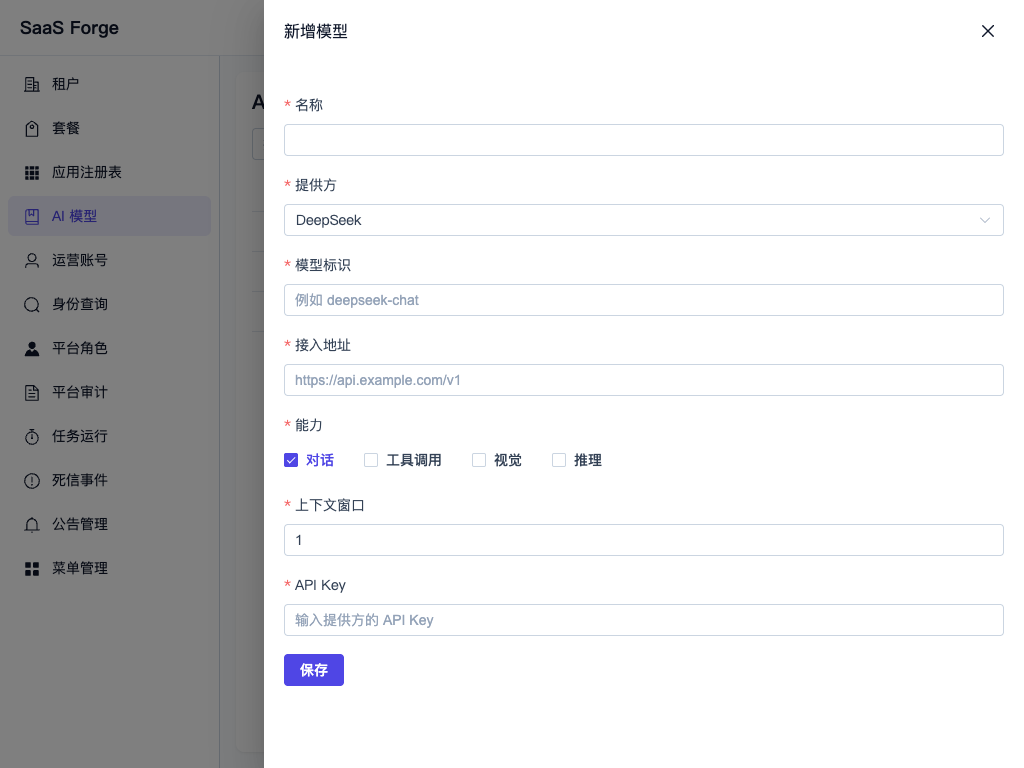 SaaS Forge
租户
套餐
应用注册表
AI 模型
运营账号
身份查询
平台角色
平台审计
任务运行
死信事件
公告管理
菜单管理
A
新增模型
* 名称
* 提供方
DeepSeek
* 模型标识
例如 deepseek-chat
* 接入地址
https://api.example.com/v1
* 能力
对话 工具调用 视觉 推理
* 上下文窗口
1
* API Key
输入提供方的 API Key
保存